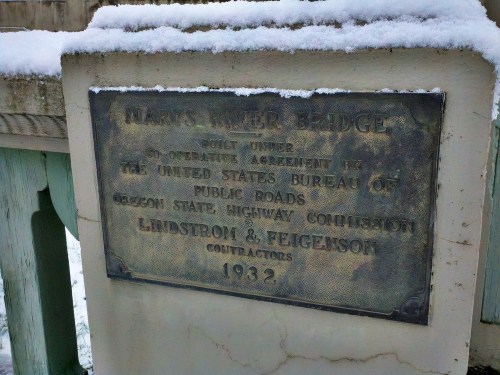 MARY'S RIVER BRIDGE
BUILT UNDER
CO-OPERATIVE AGREEMENT BY
THE UNITED STATES BUREAU OF
PUBLIC ROADS
OREGON STATE HIGHWAY COMMISSION
LINDSTROM & FEIGENSON
CONTRACTORS
1932